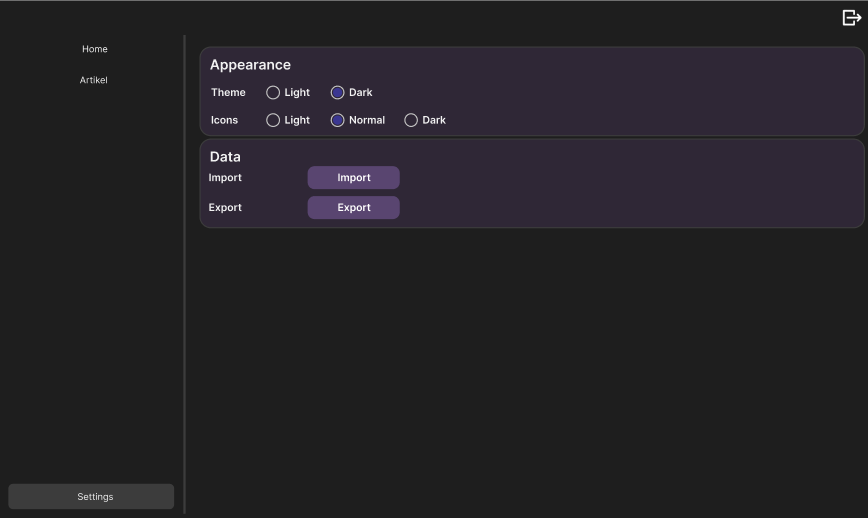 Home
Artikel
Settings
Appearance
Theme Light Dark
Icons Light Normal Dark
Data
Import Import
Export Export